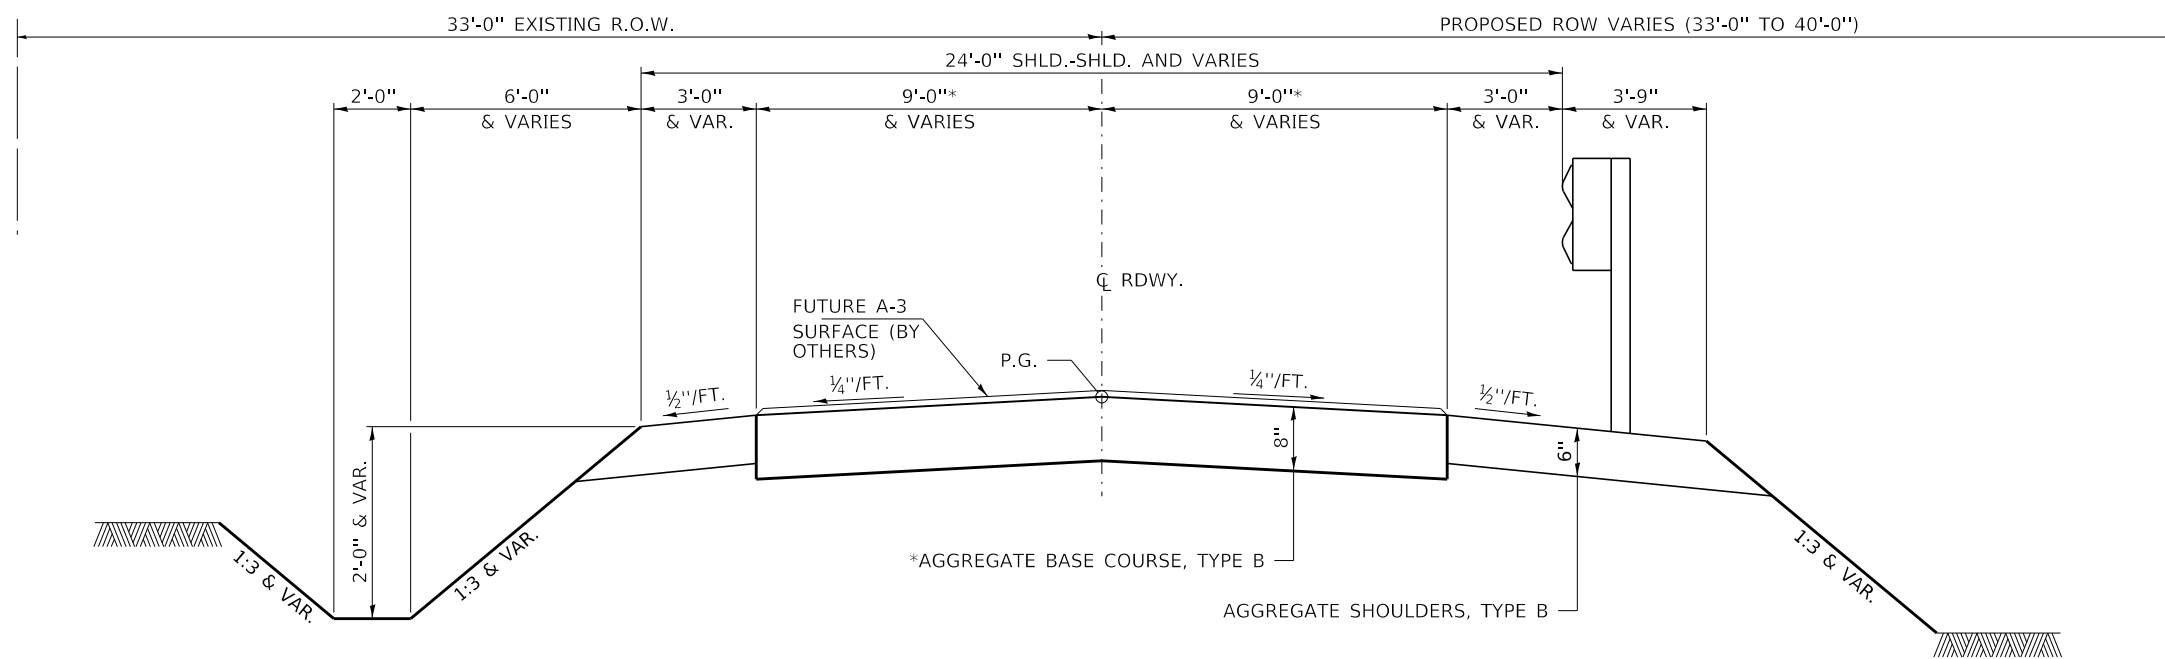 33'-0" EXISTING R.O.W.
PROPOSED ROW VARIES (33'-0" TO 40'-0")
24'-0" SHLD.-SHLD. AND VARIES
2'-0"
6'-0"
& VARIES
3'-0"
& VAR.
9'-0"*
& VARIES
9'-0"*
& VARIES
3'-0"
& VAR.
3'-9"
& VAR.
℄ RDWY.
FUTURE A-3
SURFACE (BY
OTHERS)
P.G.
½"/FT.
¼"/FT.
¼"/FT.
½"/FT.
8"
6"
2'-0" & VAR.
1:3 & VAR.
1:3 & VAR.
1:3 & VAR.
*AGGREGATE BASE COURSE, TYPE B
AGGREGATE SHOULDERS, TYPE B